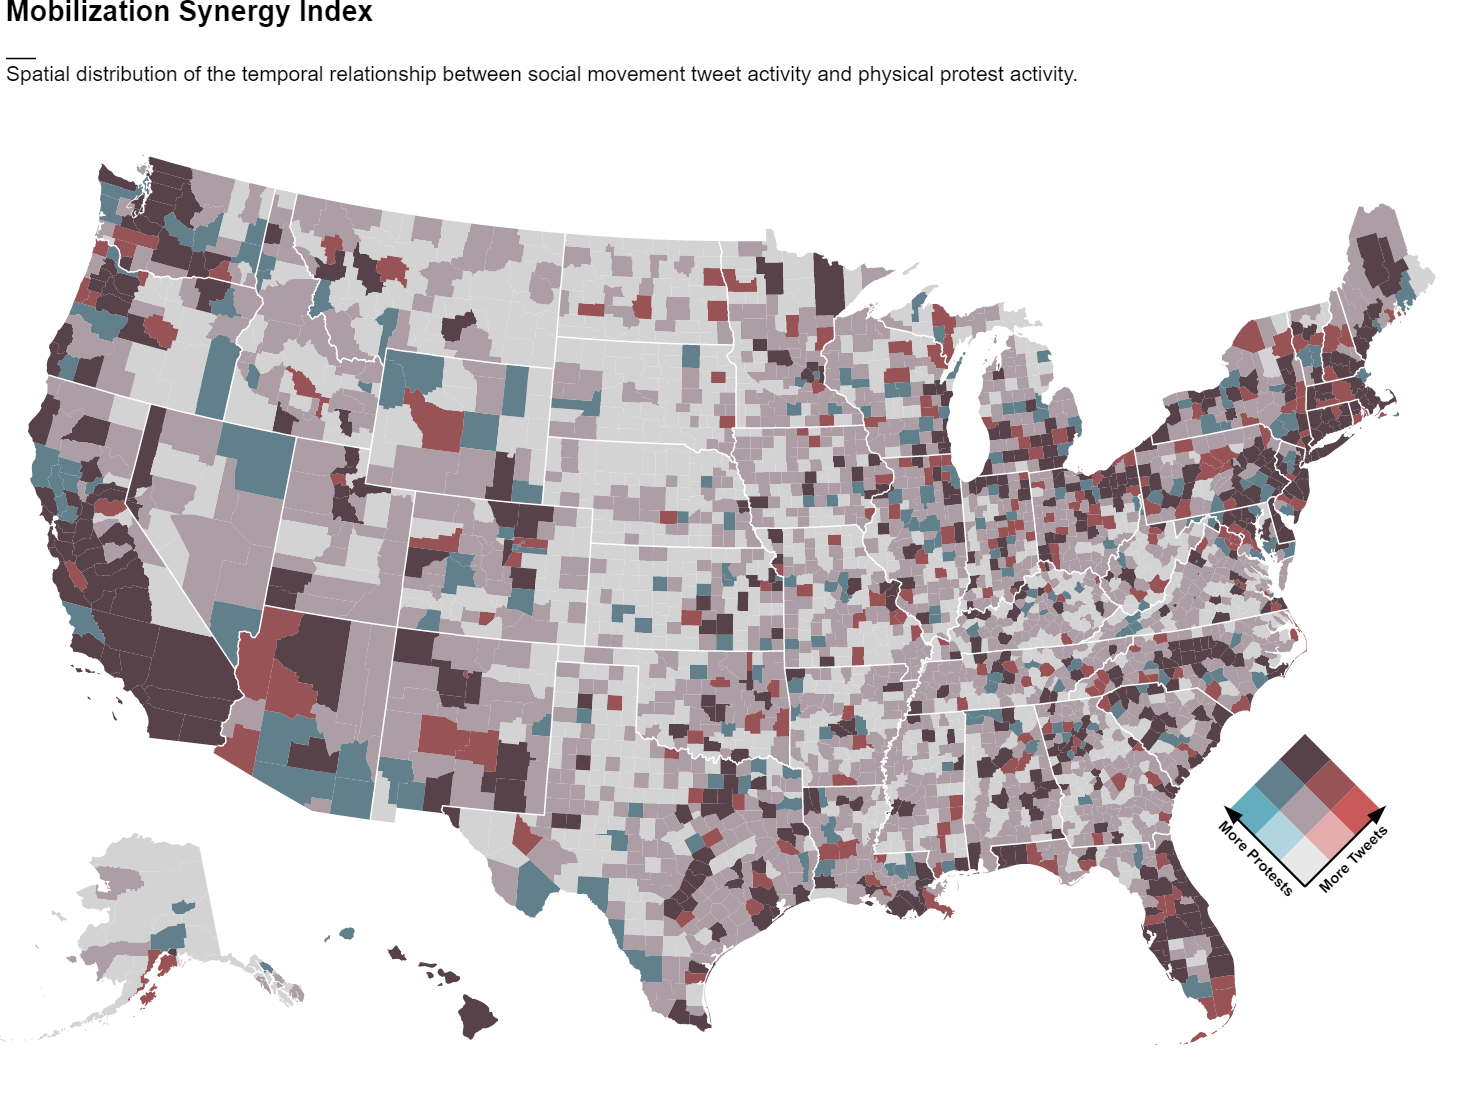 Mobilization Synergy Index
Spatial distribution of the temporal relationship between social movement tweet activity and physical protest activity.
More Protests
More Tweets